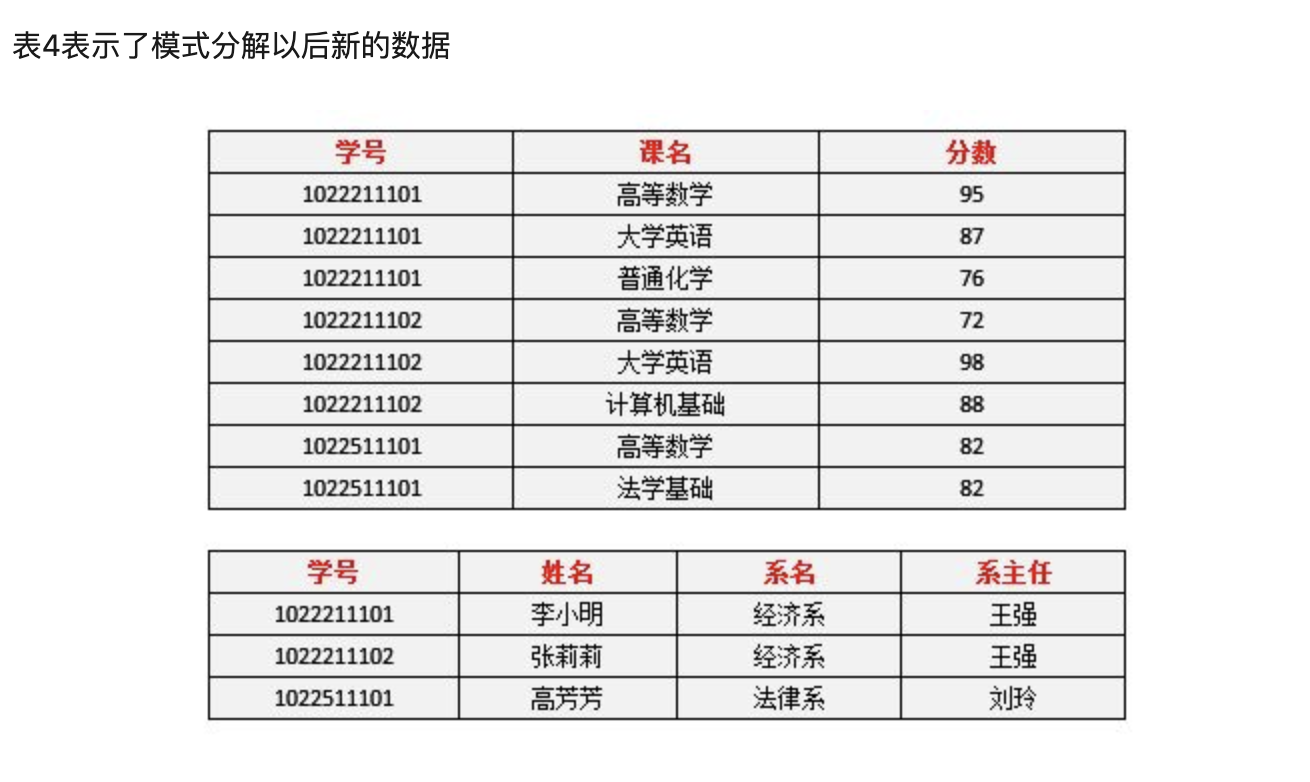 表4表示了模式分解以后新的数据
学号 课名 分数
1022211101 高等数学 95
1022211101 大学英语 87
1022211101 普通化学 76
1022211102 高等数学 72
1022211102 大学英语 98
1022211102 计算机基础 88
1022511101 高等数学 82
1022511101 法学基础 82
学号 姓名 系名 系主任
1022211101 李小明 经济系 王强
1022211102 张莉莉 经济系 王强
1022511101 高芳芳 法律系 刘玲